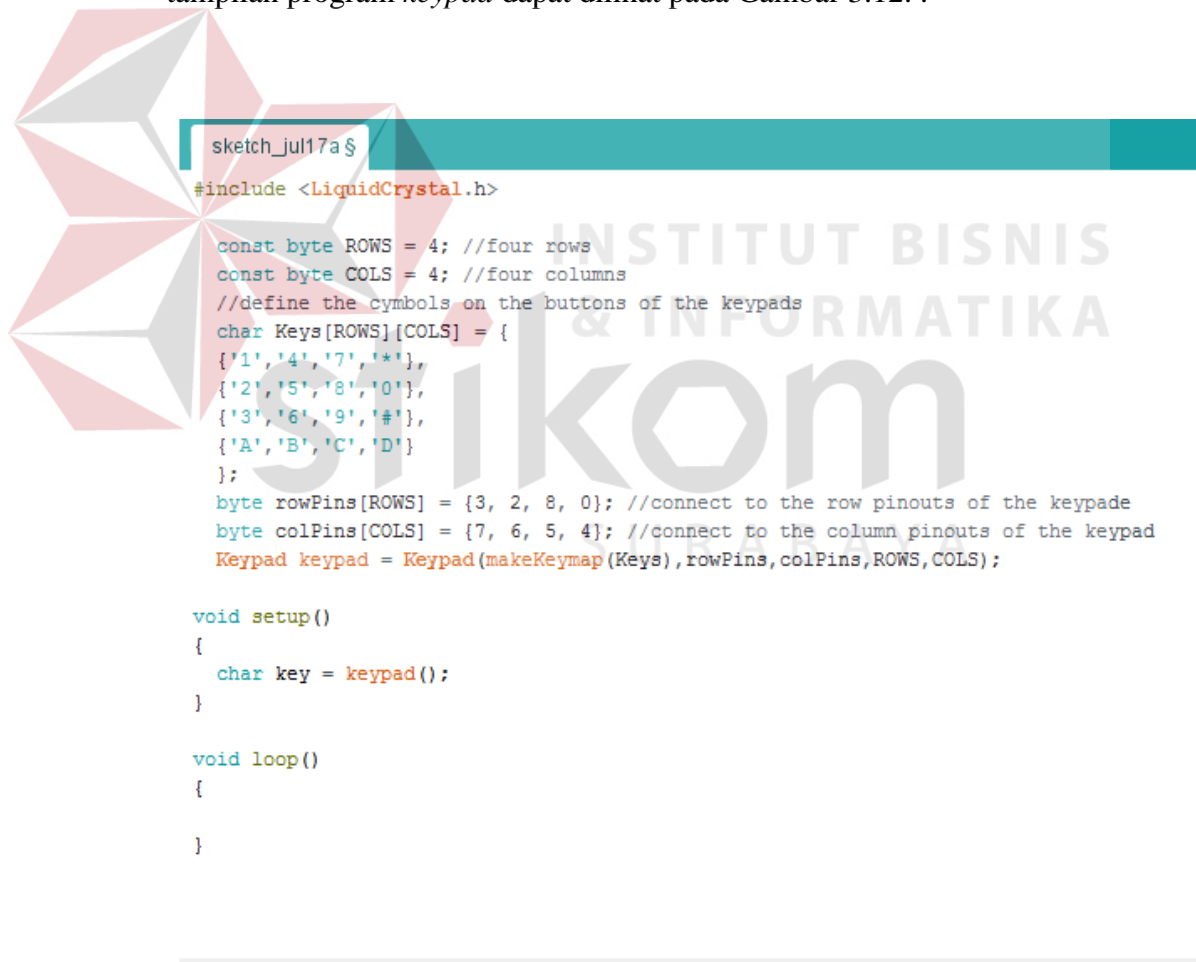 tampilan program keypad dapat dilihat pada Gambar 3.12. :
sketch_jul17a §
#include <LiquidCrystal.h>
const byte ROWS = 4; //four rows
const byte COLS = 4; //four columns
//define the cymbols on the buttons of the keypads
char Keys[ROWS][COLS] = {
{'1','4','7','*'},
{'2','5','8','0'},
{'3','6','9','#'},
{'A','B','C','D'}
};
byte rowPins[ROWS] = {3, 2, 8, 0}; //connect to the row pinouts of the keypade
byte colPins[COLS] = {7, 6, 5, 4}; //connect to the column pinouts of the keypad
Keypad keypad = Keypad(makeKeymap(Keys),rowPins,colPins,ROWS,COLS);
void setup()
{
char key = keypad();
}
void loop()
{
}
INSTITUT BISNIS
& INFORMATIKA
stikom
SURABAYA